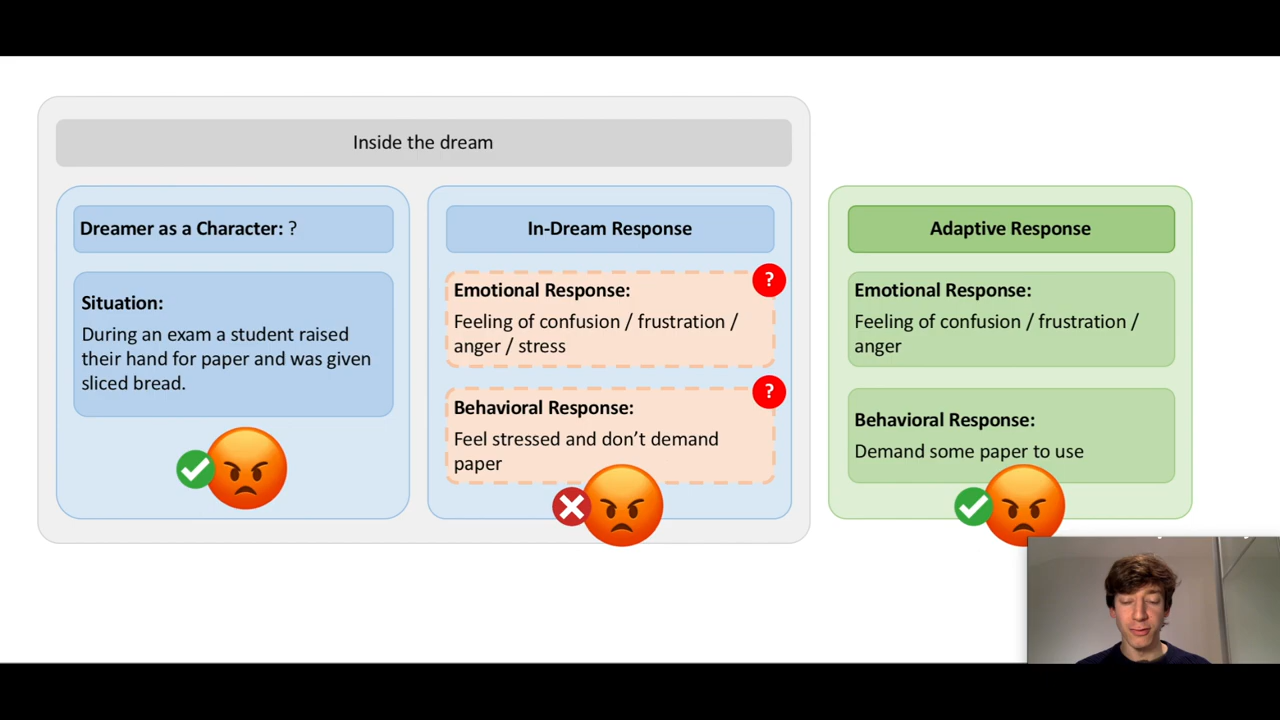 Inside the dream
Dreamer as a Character: ?
Situation:
During an exam a student raised
their hand for paper and was given
sliced bread.
In-Dream Response
?
Emotional Response:
Feeling of confusion / frustration /
anger / stress
?
Behavioral Response:
Feel stressed and don’t demand
paper
Adaptive Response
Emotional Response:
Feeling of confusion / frustration /
anger
Behavioral Response:
Demand some paper to use